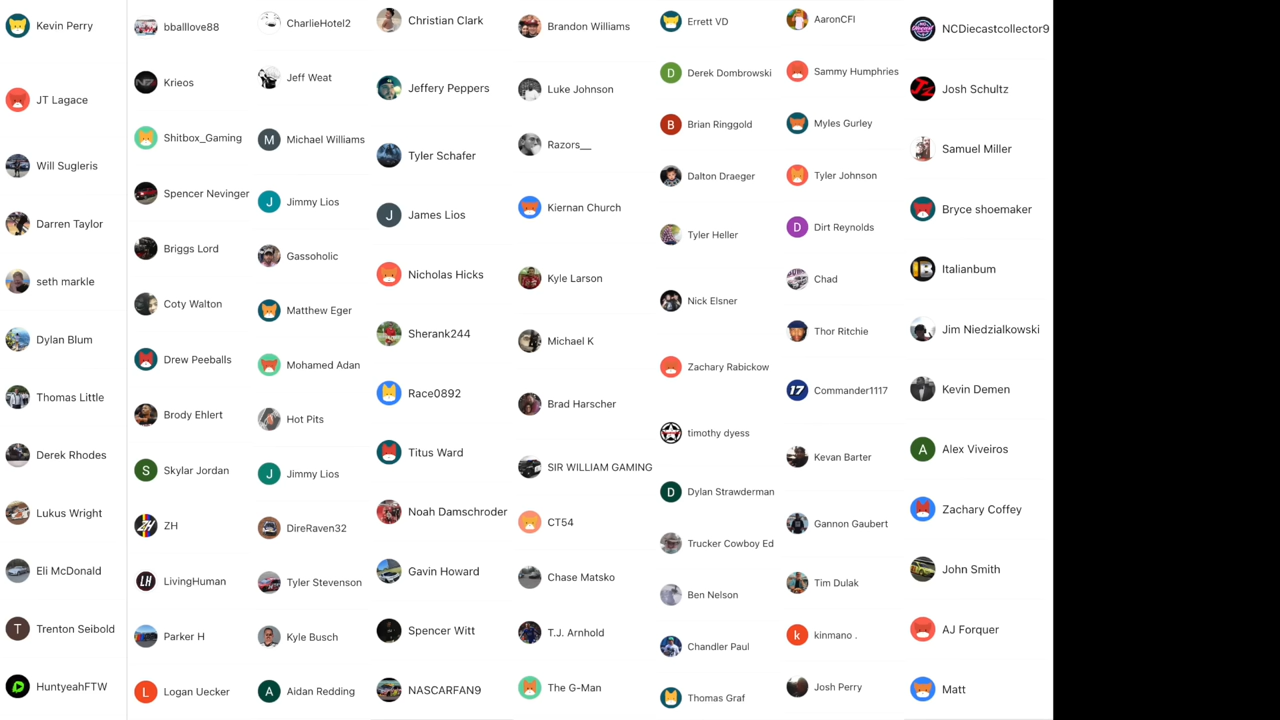 Kevin Perry
JT Lagace
Will Sugleris
Darren Taylor
seth markle
Dylan Blum
Thomas Little
Derek Rhodes
Lukus Wright
Eli McDonald
T Trenton Seibold
HuntyeahFTW
bballlove88
N7 Krieos
Shitbox_Gaming
Spencer Nevinger
Briggs Lord
Coty Walton
Drew Peeballs
Brody Ehlert
S Skylar Jordan
ZH ZH
LH LivingHuman
Parker H
L Logan Uecker
CharlieHotel2
Jeff Weat
M Michael Williams
J Jimmy Lios
Gassoholic
Matthew Eger
Mohamed Adan
Hot Pits
J Jimmy Lios
DireRaven32
Tyler Stevenson
Kyle Busch
A Aidan Redding
Christian Clark
Jeffery Peppers
Tyler Schafer
J James Lios
Nicholas Hicks
Sherank244
Race0892
Titus Ward
Noah Damschroder
Gavin Howard
Spencer Witt
NASCARFAN9
Brandon Williams
Luke Johnson
Razors__
Kiernan Church
Kyle Larson
Michael K
Brad Harscher
SIR WILLIAM GAMING
CT54
Chase Matsko
T.J. Arnhold
The G-Man
Errett VD
D Derek Dombrowski
B Brian Ringgold
Dalton Draeger
Tyler Heller
Nick Elsner
Zachary Rabickow
timothy dyess
D Dylan Strawderman
Trucker Cowboy Ed
Ben Nelson
Chandler Paul
Thomas Graf
AaronCFI
Sammy Humphries
Myles Gurley
Tyler Johnson
D Dirt Reynolds
Chad
Thor Ritchie
17 Commander1117
Kevan Barter
Gannon Gaubert
Tim Dulak
k kinmano .
Josh Perry
NCDiecastcollector9
Josh Schultz
Samuel Miller
Bryce shoemaker
Italianbum
Jim Niedzialkowski
Kevin Demen
A Alex Viveiros
Zachary Coffey
John Smith
AJ Forquer
Matt